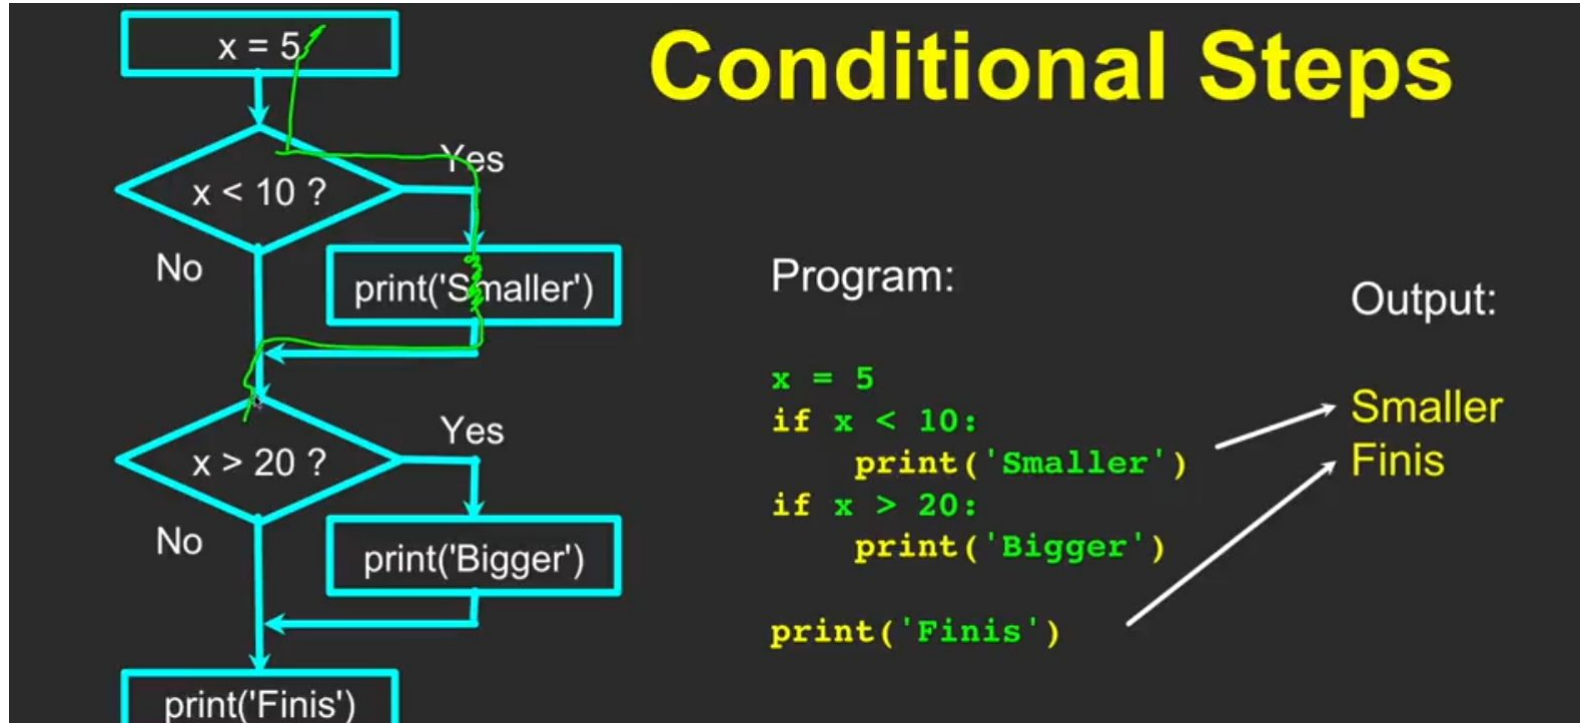 Conditional Steps
x = 5
x < 10 ?
Yes
No
print('Smaller')
x > 20 ?
Yes
No
print('Bigger')
print('Finis')
Program:
x = 5
if x < 10:
    print('Smaller')
if x > 20:
    print('Bigger')
print('Finis')
Output:
Smaller
Finis